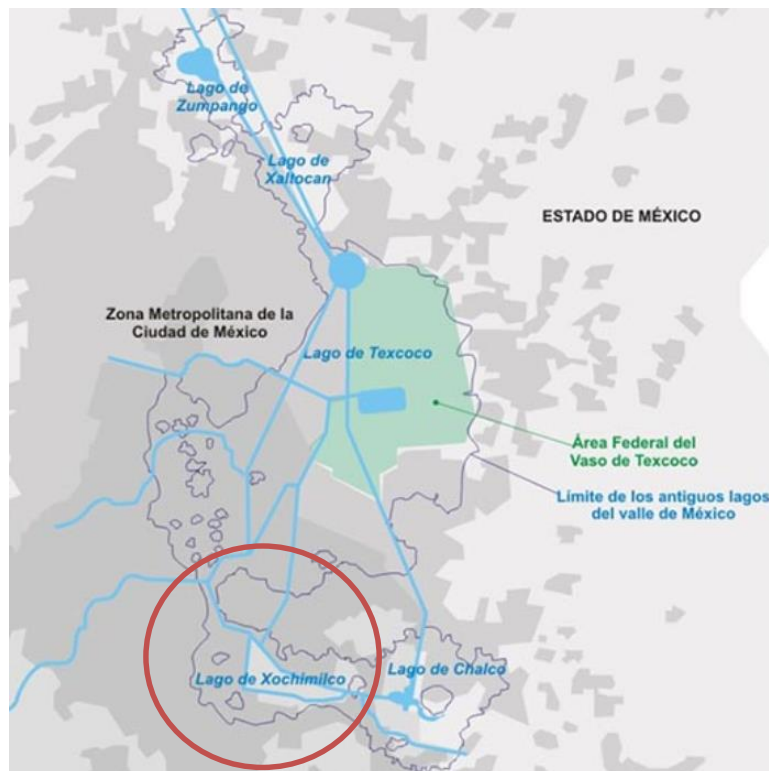 Lago de
Zumpango
Lago de
Xaltocan
ESTADO DE MÉXICO
Zona Metropolitana de la
Ciudad de México
Lago de Texcoco
Área Federal del
Vaso de Texcoco
Límite de los antiguos lagos
del valle de México
Lago de Xochimilco
Lago de Chalco